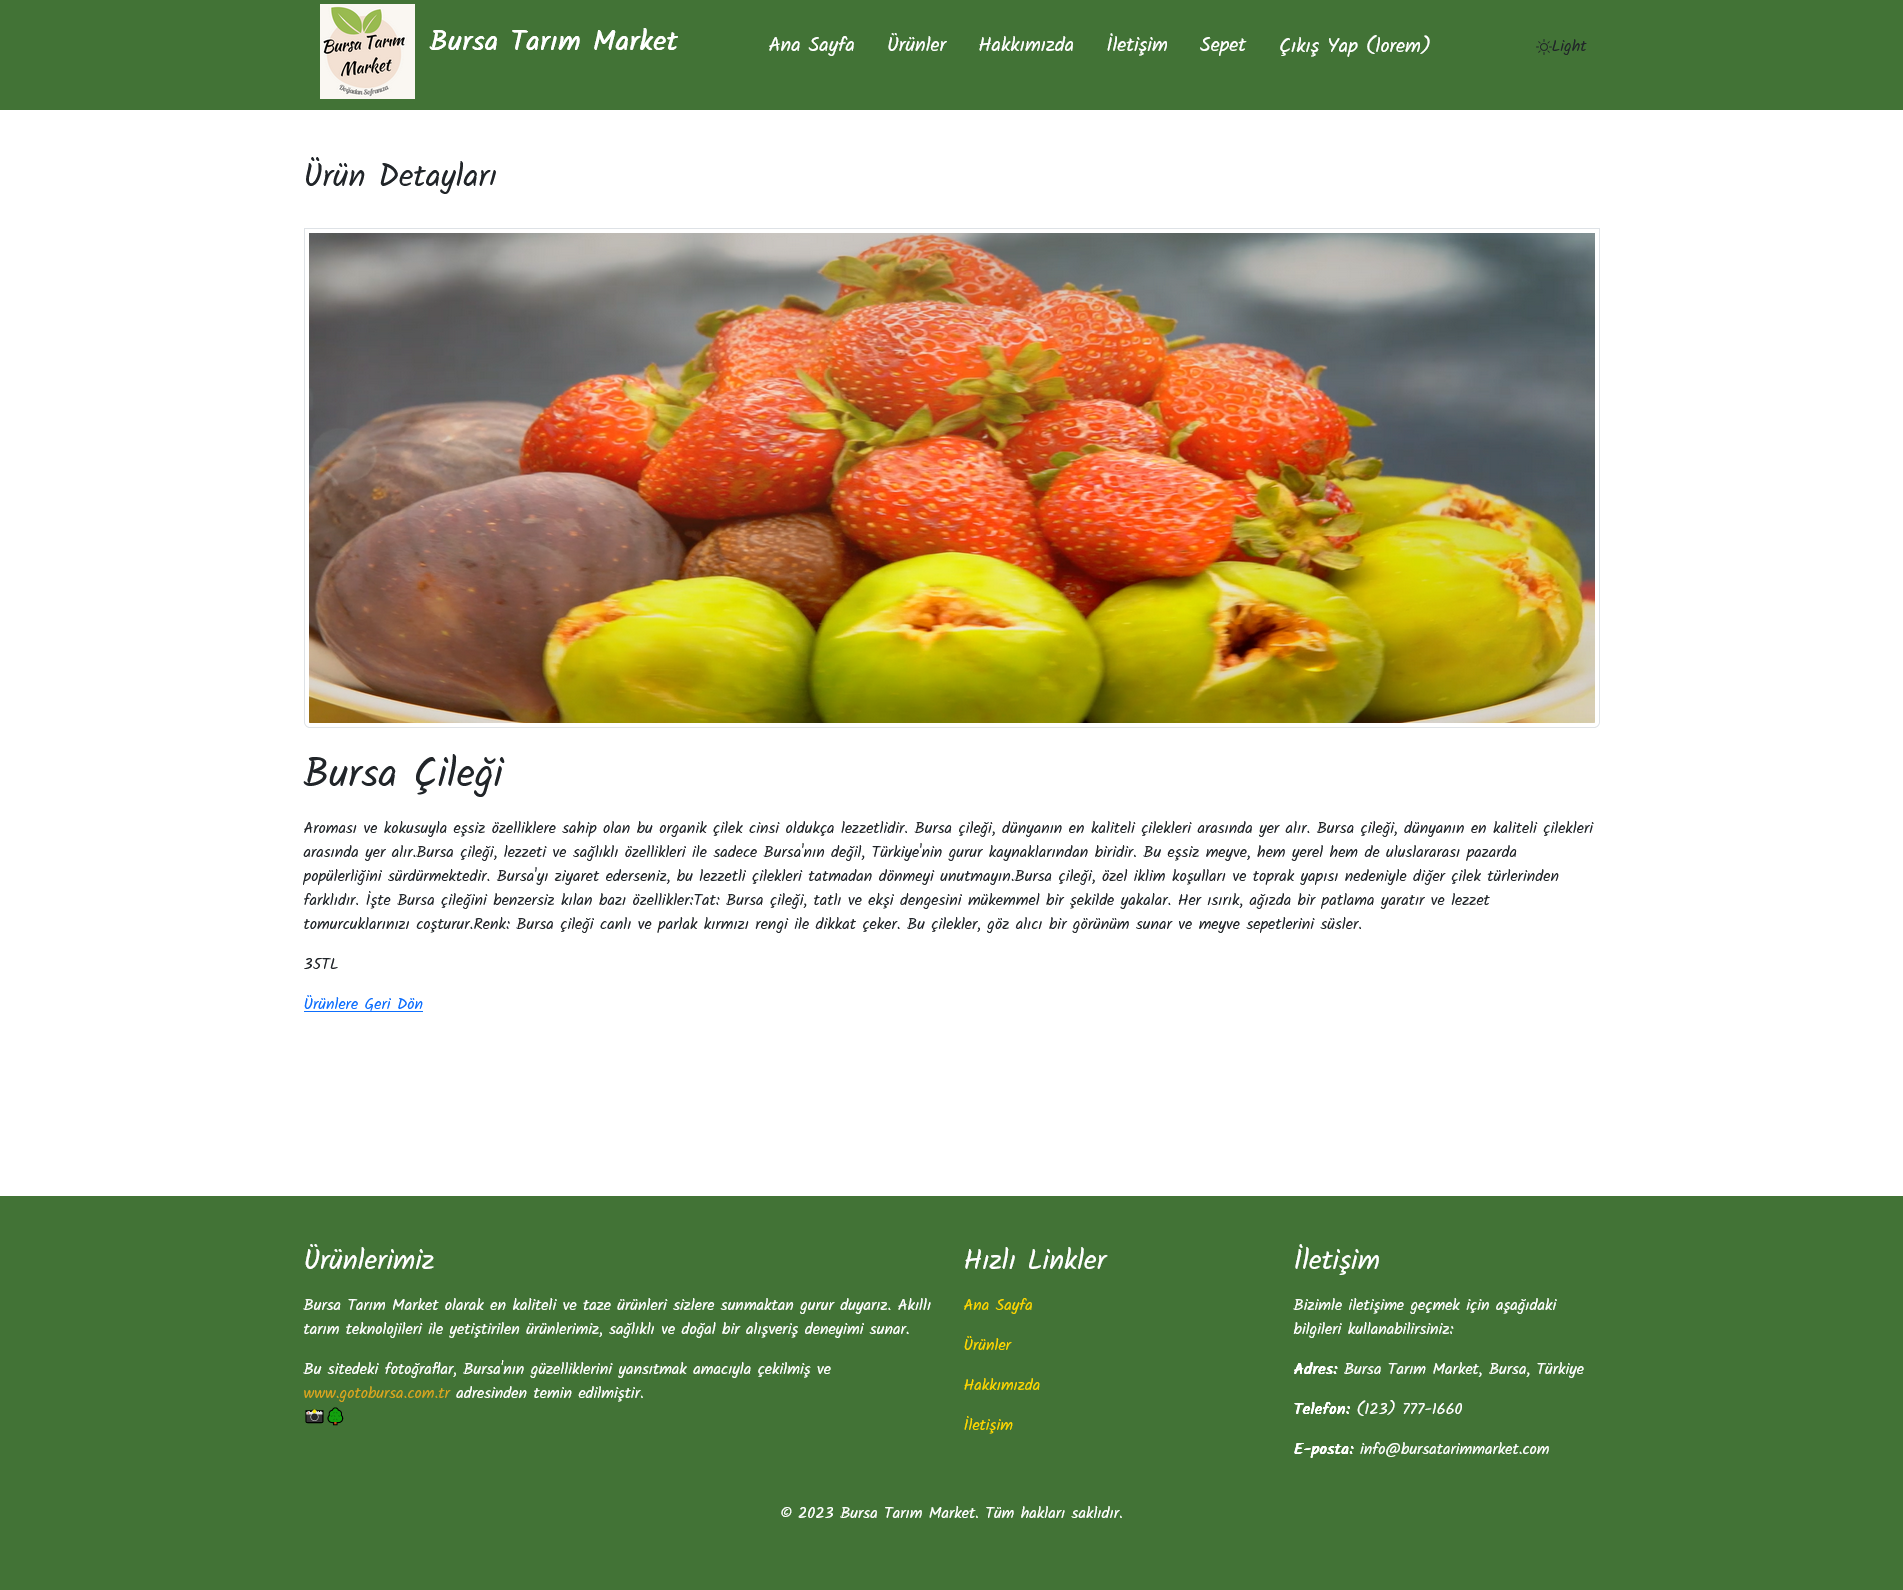 Bursa Tarım
Market
Doğadan Sofranıza
Bursa Tarım Market
Ana Sayfa
Ürünler
Hakkımızda
İletişim
Sepet
Çıkış Yap (lorem)
Light
Ürün Detayları
Bursa Çileği
Aroması ve kokusuyla eşsiz özelliklere sahip olan bu organik çilek cinsi oldukça lezzetlidir. Bursa çileği, dünyanın en kaliteli çilekleri arasında yer alır. Bursa çileği, dünyanın en kaliteli çilekleri
arasında yer alır.Bursa çileği, lezzeti ve sağlıklı özellikleri ile sadece Bursa'nın değil, Türkiye'nin gurur kaynaklarından biridir. Bu eşsiz meyve, hem yerel hem de uluslararası pazarda
popülerliğini sürdürmektedir. Bursa'yı ziyaret ederseniz, bu lezzetli çilekleri tatmadan dönmeyi unutmayın.Bursa çileği, özel iklim koşulları ve toprak yapısı nedeniyle diğer çilek türlerinden
farklıdır. İşte Bursa çileğini benzersiz kılan bazı özellikler:Tat: Bursa çileği, tatlı ve ekşi dengesini mükemmel bir şekilde yakalar. Her ısırık, ağızda bir patlama yaratır ve lezzet
tomurcuklarınızı coşturur.Renk: Bursa çileği canlı ve parlak kırmızı rengi ile dikkat çeker. Bu çilekler, göz alıcı bir görünüm sunar ve meyve sepetlerini süsler.
35TL
Ürünlere Geri Dön
Ürünlerimiz
Bursa Tarım Market olarak en kaliteli ve taze ürünleri sizlere sunmaktan gurur duyarız. Akıllı
tarım teknolojileri ile yetiştirilen ürünlerimiz, sağlıklı ve doğal bir alışveriş deneyimi sunar.
Bu sitedeki fotoğraflar, Bursa'nın güzelliklerini yansıtmak amacıyla çekilmiş ve
www.gotobursa.com.tr adresinden temin edilmiştir.
Hızlı Linkler
Ana Sayfa
Ürünler
Hakkımızda
İletişim
İletişim
Bizimle iletişime geçmek için aşağıdaki
bilgileri kullanabilirsiniz:
Adres: Bursa Tarım Market, Bursa, Türkiye
Telefon: (123) 777-1660
E-posta: info@bursatarimmarket.com
© 2023 Bursa Tarım Market. Tüm hakları saklıdır.